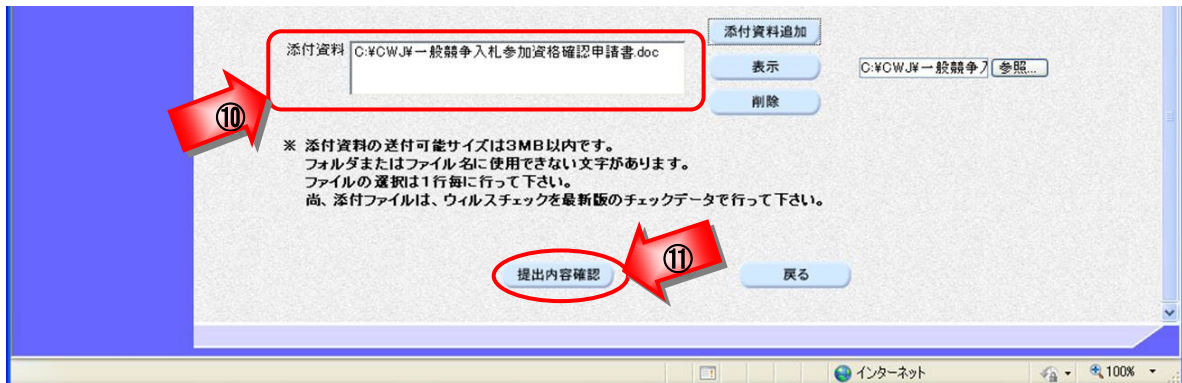 添付資料追加
添付資料 C:¥CWJ¥一般競争入札参加資格確認申請書.doc
表示 C:¥CWJ¥一般競争入 参照...
削除
⑩
※ 添付資料の送付可能サイズは3MB以内です。
フォルダまたはファイル名に使用できない文字があります。
ファイルの選択は1行毎に行って下さい。
尚、添付ファイルは、ウィルスチェックを最新版のチェックデータで行って下さい。
提出内容確認 ⑪ 戻る
インターネット 100%